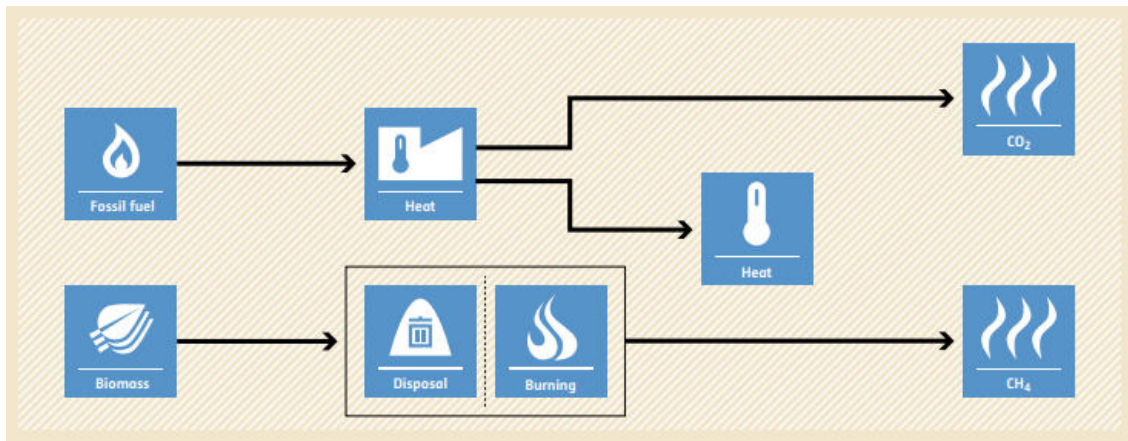 Fossil fuel
Heat
CO₂
Heat
Biomass
Disposal
Burning
CH₄